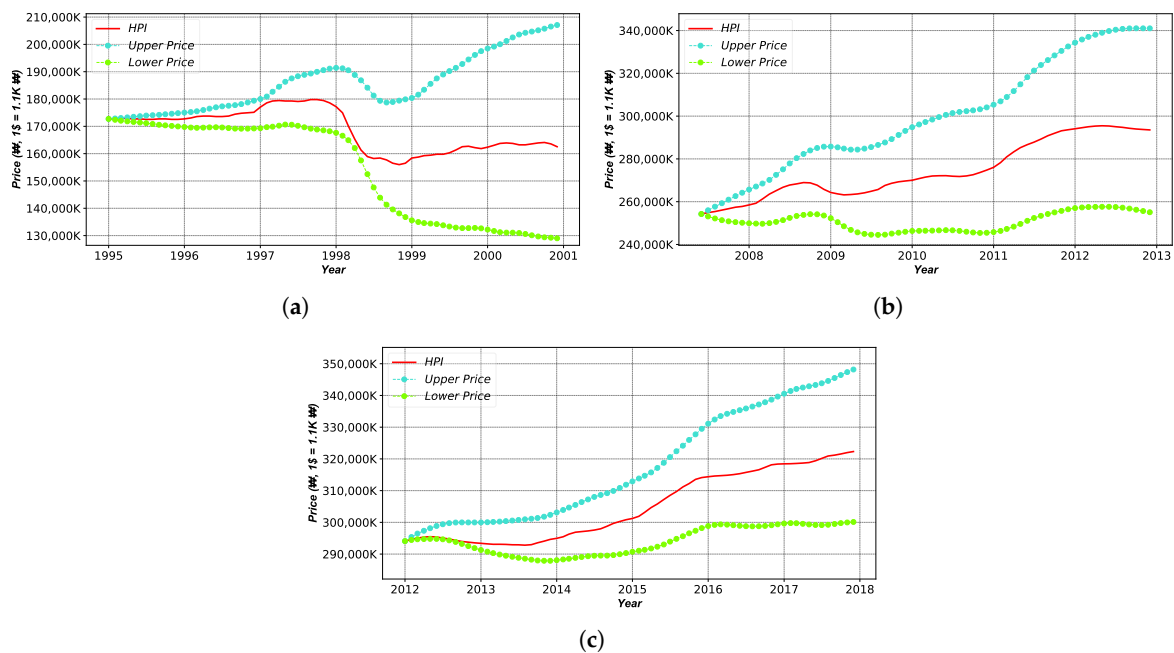 210,000K
200,000K
190,000K
180,000K
170,000K
160,000K
150,000K
140,000K
130,000K
Price (₩, 1$ = 1.1K ₩)
HPI
Upper Price
Lower Price
1995 1996 1997 1998 1999 2000 2001
Year
(a)
340,000K
320,000K
300,000K
280,000K
260,000K
240,000K
Price (₩, 1$ = 1.1K ₩)
HPI
Upper Price
Lower Price
2008 2009 2010 2011 2012 2013
Year
(b)
350,000K
340,000K
330,000K
320,000K
310,000K
300,000K
290,000K
Price (₩, 1$ = 1.1K ₩)
HPI
Upper Price
Lower Price
2012 2013 2014 2015 2016 2017 2018
Year
(c)